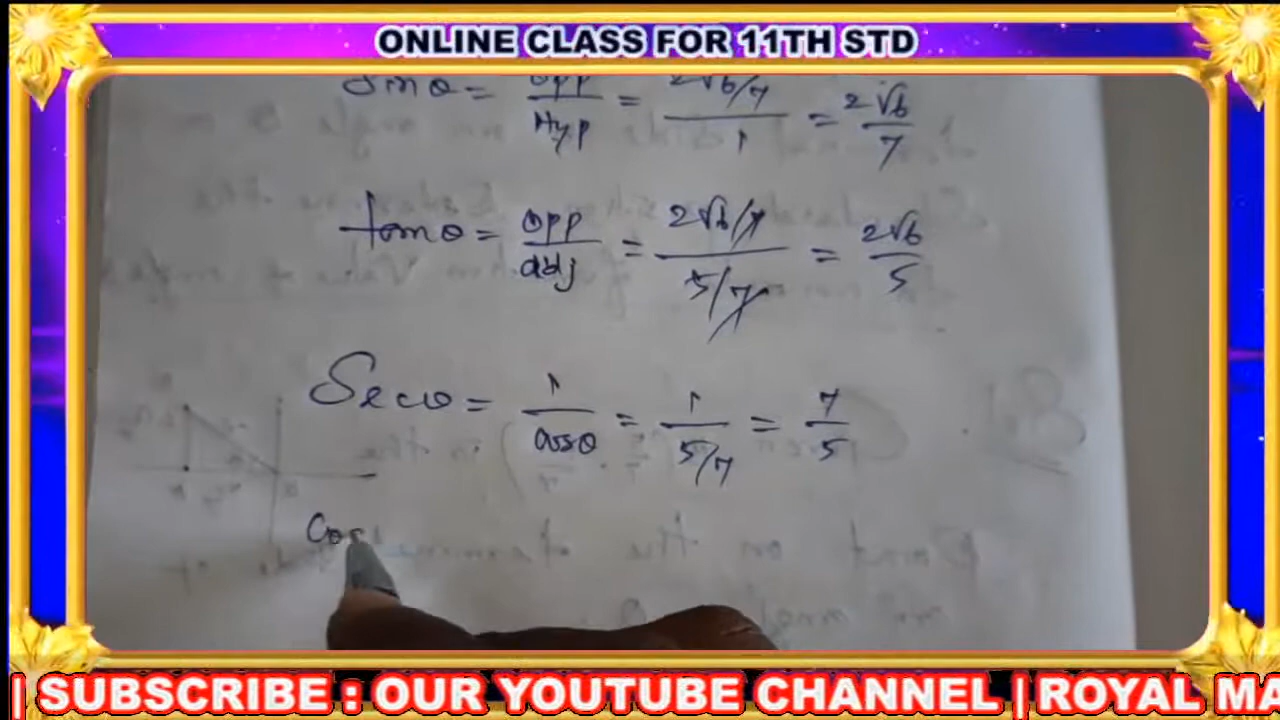 ONLINE CLASS FOR 11TH STD
Sinθ = opp/Hyp = 2√6/7/1 = 2√6/7
tanθ = opp/adj = 2√6/7/5/7 = 2√6/5
Secθ = 1/cosθ = 1/5/7 = 7/5
Cos
| SUBSCRIBE : OUR YOUTUBE CHANNEL | ROYAL MA